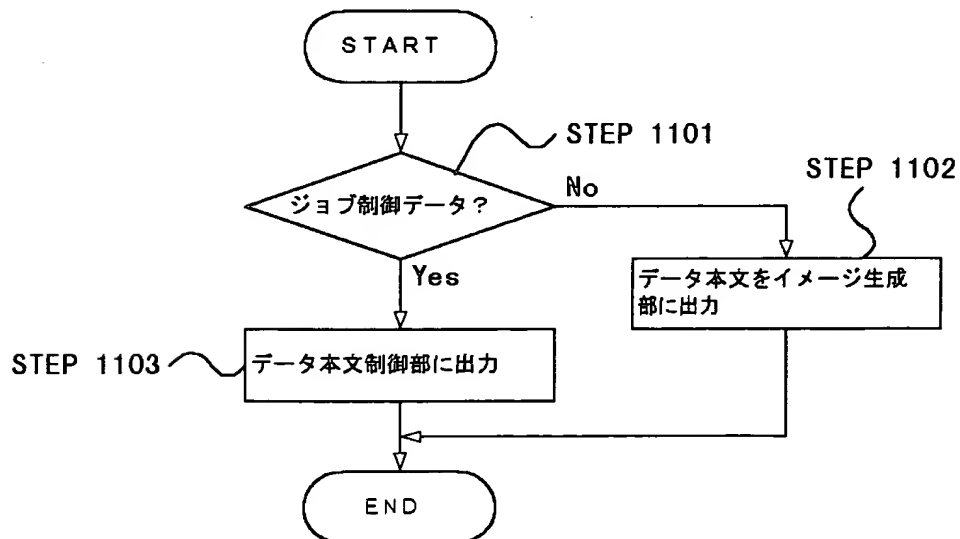 START
STEP 1101
STEP 1102
ジョブ制御データ?
No
Yes
データ本文をイメージ生成
部に出力
STEP 1103
データ本文制御部に出力
END